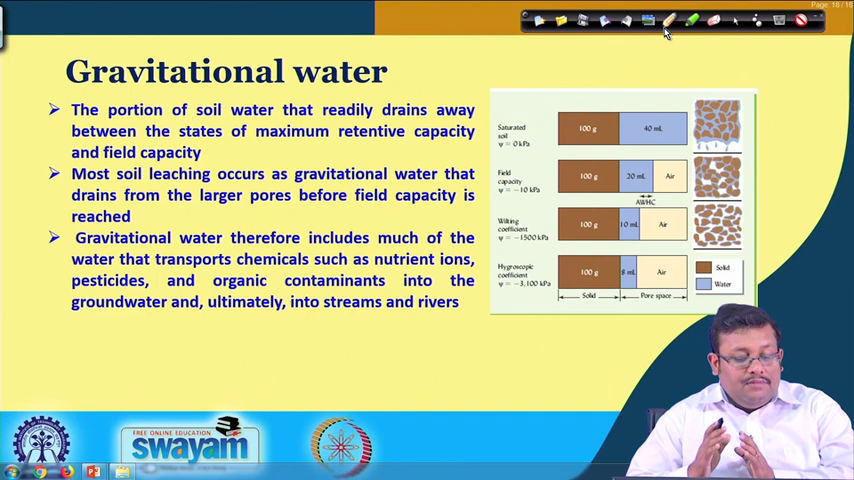 Page: 18 / 18
Gravitational water
➢ The portion of soil water that readily drains away
between the states of maximum retentive capacity
and field capacity
➢ Most soil leaching occurs as gravitational water that
drains from the larger pores before field capacity is
reached
➢ Gravitational water therefore includes much of the
water that transports chemicals such as nutrient ions,
pesticides, and organic contaminants into the
groundwater and, ultimately, into streams and rivers
Saturated
soil
ψ = 0 kPa
100 g
40 mL
Field
capacity
ψ = −10 kPa
100 g
20 mL
Air
AWHC
Wilting
coefficient
ψ = −1500 kPa
100 g
10 mL
Air
Hygroscopic
coefficient
ψ = −3,100 kPa
100 g
8 mL
Air
Solid
Pore space
Solid
Water
FREE ONLINE EDUCATION
swayam